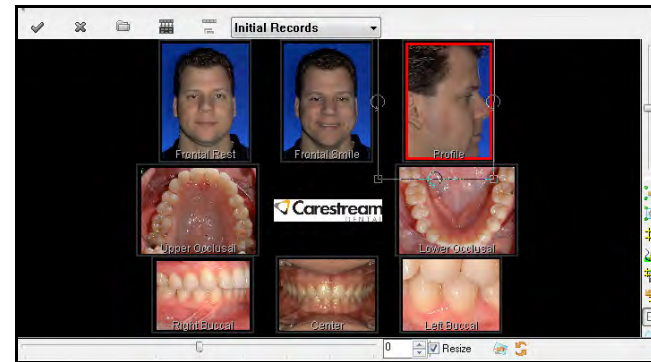 Initial Records
Frontal Rest
Frontal Smile
Profile
Upper Occlusal
Carestream
DENTAL
Lower Occlusal
Right Buccal
Center
Left Buccal
0
Resize